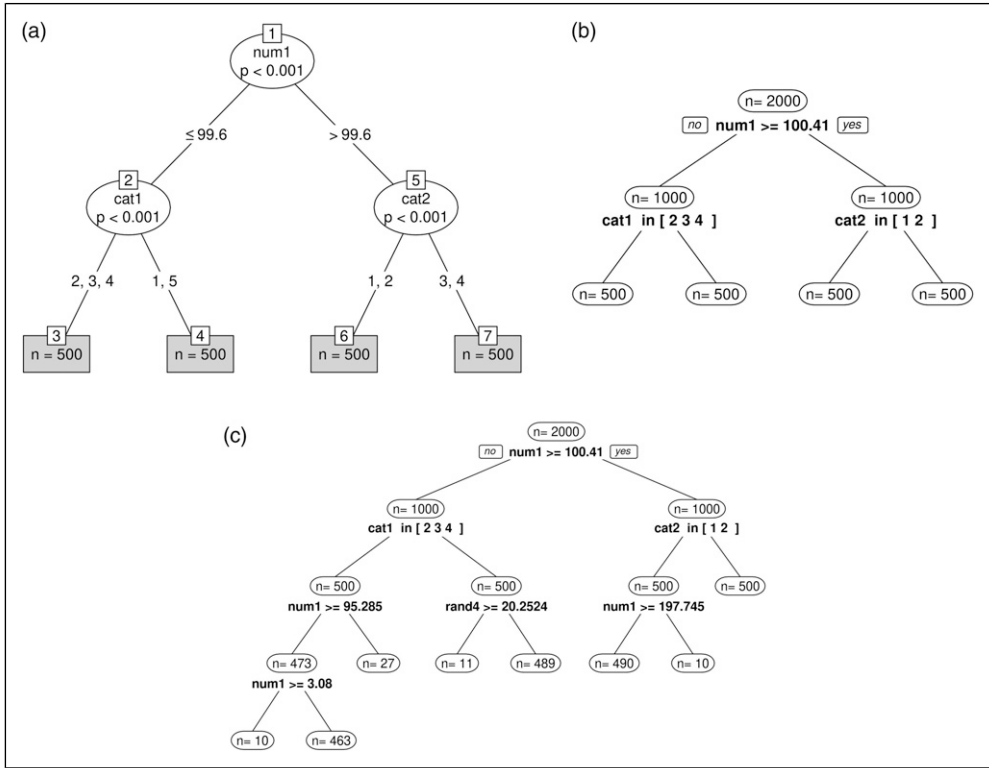 (a)
1
num1
p < 0.001
≤ 99.6
> 99.6
2
cat1
p < 0.001
5
cat2
p < 0.001
2, 3, 4
1, 5
1, 2
3, 4
3
n = 500
4
n = 500
6
n = 500
7
n = 500
(b)
n= 2000
no num1 >= 100.41 yes
n= 1000 n= 1000
cat1 in [ 2 3 4 ] cat2 in [ 1 2 ]
n= 500 n= 500 n= 500 n= 500
(c)
n= 2000
no num1 >= 100.41 yes
n= 1000 n= 1000
cat1 in [ 2 3 4 ] cat2 in [ 1 2 ]
n= 500 n= 500 n= 500 n= 500
num1 >= 95.285 rand4 >= 20.2524 num1 >= 197.745
n= 473 n= 27 n= 11 n= 489 n= 490 n= 10
num1 >= 3.08
n= 10 n= 463